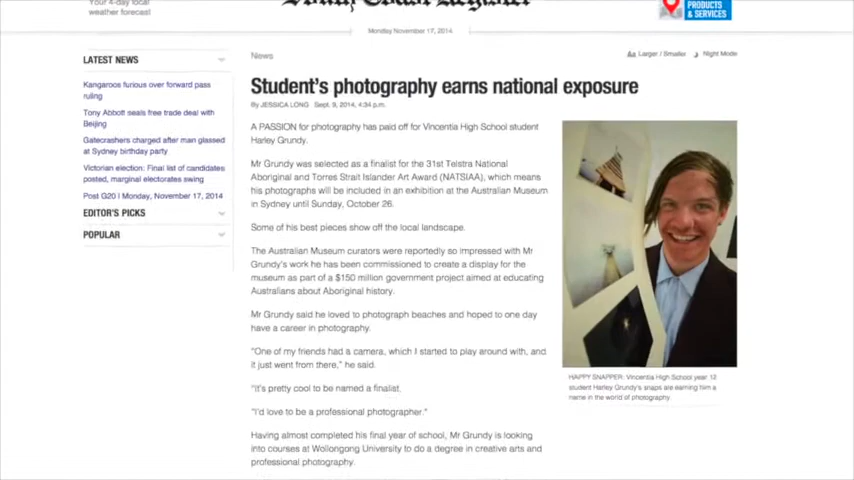 Your 4-day local
weather forecast!
South Coast Register
PRODUCTS
& SERVICES
Monday November 17, 2014
LATEST NEWS
Kangaroos furious over forward pass
ruling
Tony Abbott seals free trade deal with
Beijing
Gatecrashers charged after man glassed
at Sydney birthday party
Victorian election: Final list of candidates
posted, marginal electorates swing
Post G20 | Monday, November 17, 2014
EDITOR'S PICKS
POPULAR
News
Aa Larger / Smaller
Night Mode
Student's photography earns national exposure
By JESSICA LONG Sept. 9, 2014, 4:34 p.m.
A PASSION for photography has paid off for Vincentia High School student
Harley Grundy.
Mr Grundy was selected as a finalist for the 31st Telstra National
Aboriginal and Torres Strait Islander Art Award (NATSIAA), which means
his photographs will be included in an exhibition at the Australian Museum
in Sydney until Sunday, October 26.
Some of his best pieces show off the local landscape.
The Australian Museum curators were reportedly so impressed with Mr
Grundy's work he has been commissioned to create a display for the
museum as part of a $150 million government project aimed at educating
Australians about Aboriginal history.
Mr Grundy said he loved to photograph beaches and hoped to one day
have a career in photography.
"One of my friends had a camera, which I started to play around with, and
it just went from there," he said.
"It's pretty cool to be named a finalist.
"I'd love to be a professional photographer."
Having almost completed his final year of school, Mr Grundy is looking
into courses at Wollongong University to do a degree in creative arts and
professional photography.
HAPPY SNAPPER: Vincentia High School year 12
student Harley Grundy's snaps are earning him a
name in the world of photography.